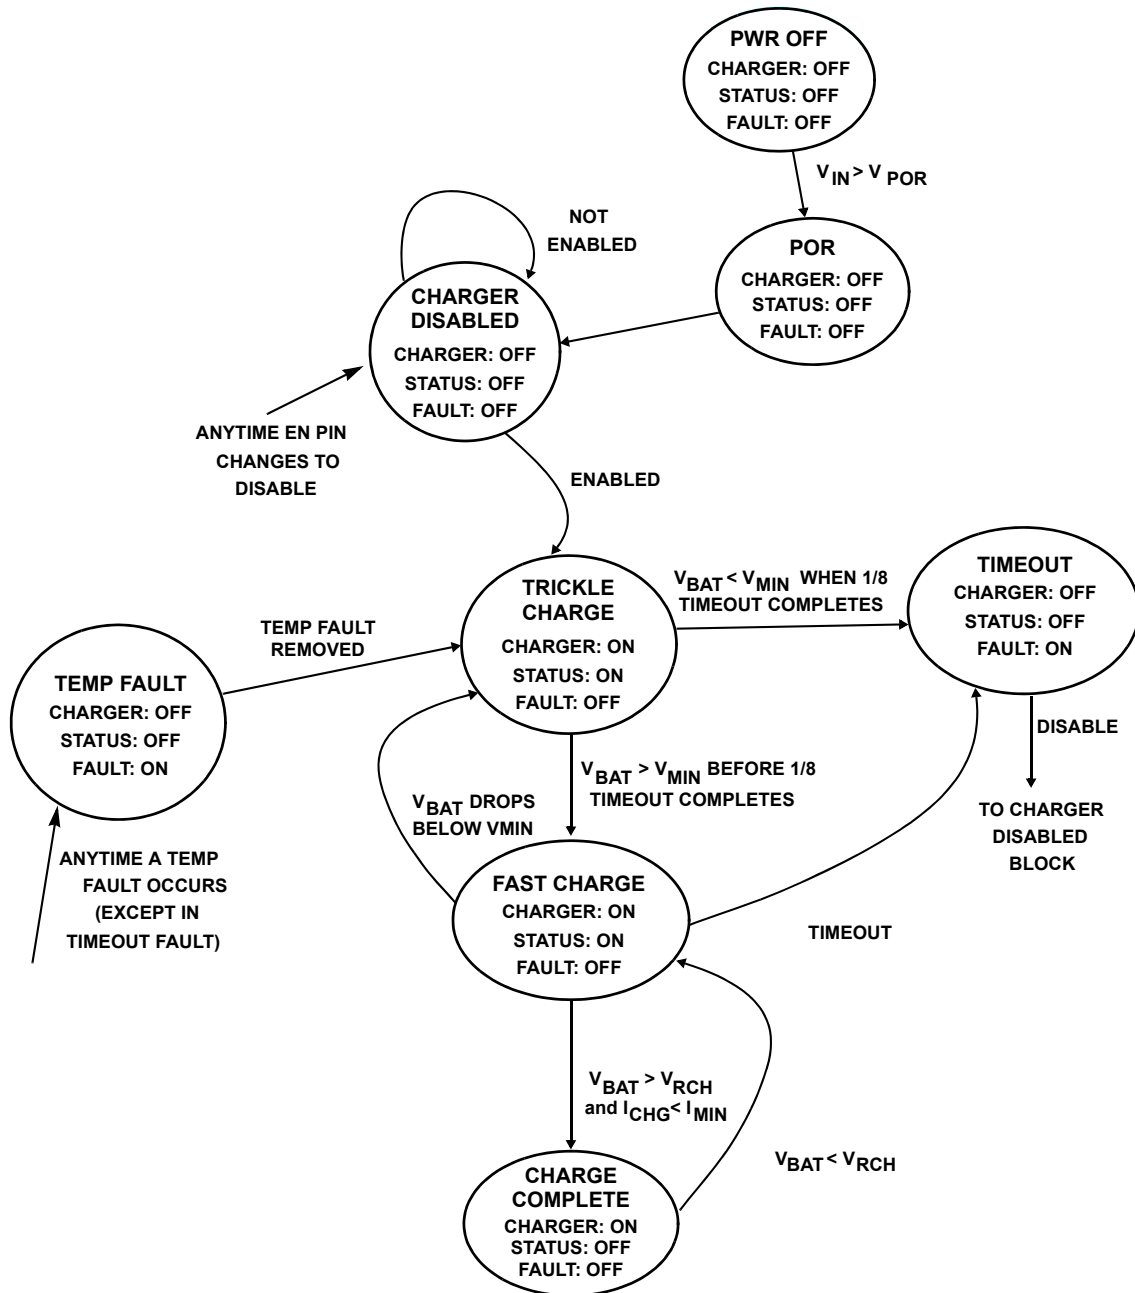 PWR OFF
CHARGER: OFF
STATUS: OFF
FAULT: OFF
V IN > V POR
POR
CHARGER: OFF
STATUS: OFF
FAULT: OFF
NOT
ENABLED
CHARGER
DISABLED
CHARGER: OFF
STATUS: OFF
FAULT: OFF
ANYTIME EN PIN
CHANGES TO
DISABLE
ENABLED
TRICKLE
CHARGE
CHARGER: ON
STATUS: ON
FAULT: OFF
VBAT < VMIN WHEN 1/8
TIMEOUT COMPLETES
TIMEOUT
CHARGER: OFF
STATUS: OFF
FAULT: ON
DISABLE
TO CHARGER
DISABLED
BLOCK
TEMP FAULT
REMOVED
TEMP FAULT
CHARGER: OFF
STATUS: OFF
FAULT: ON
ANYTIME A TEMP
FAULT OCCURS
(EXCEPT IN
TIMEOUT FAULT)
VBAT DROPS
BELOW VMIN
VBAT > VMIN BEFORE 1/8
TIMEOUT COMPLETES
FAST CHARGE
CHARGER: ON
STATUS: ON
FAULT: OFF
TIMEOUT
VBAT > VRCH
and ICHG < IMIN
VBAT < VRCH
CHARGE
COMPLETE
CHARGER: ON
STATUS: OFF
FAULT: OFF